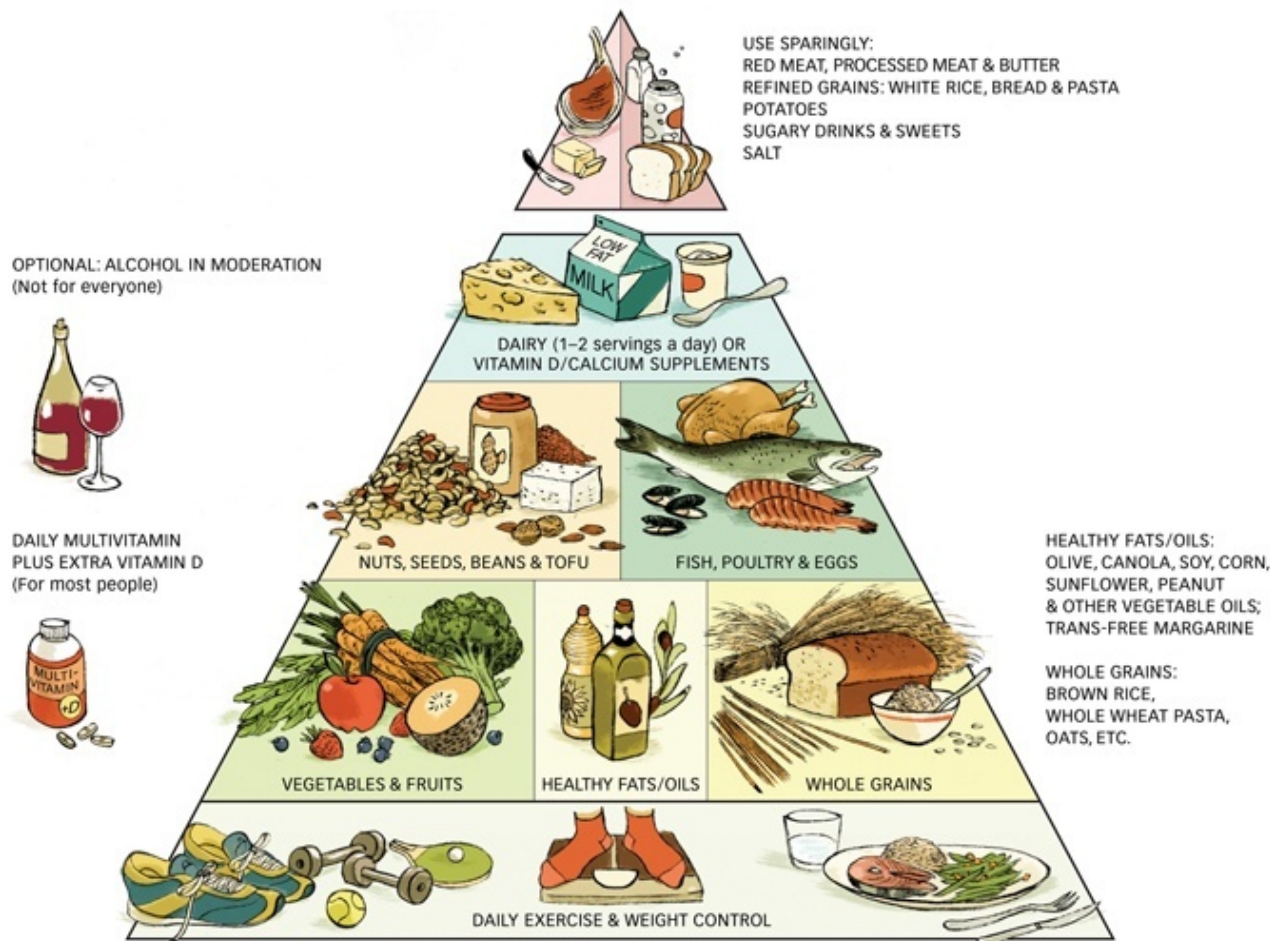 USE SPARINGLY:
RED MEAT, PROCESSED MEAT & BUTTER
REFINED GRAINS: WHITE RICE, BREAD & PASTA
POTATOES
SUGARY DRINKS & SWEETS
SALT
OPTIONAL: ALCOHOL IN MODERATION
(Not for everyone)
LOW
FAT
MILK
DAIRY (1–2 servings a day) OR
VITAMIN D/CALCIUM SUPPLEMENTS
NUTS, SEEDS, BEANS & TOFU
FISH, POULTRY & EGGS
DAILY MULTIVITAMIN
PLUS EXTRA VITAMIN D
(For most people)
MULTI-
VITAMIN
+D
HEALTHY FATS/OILS:
OLIVE, CANOLA, SOY, CORN,
SUNFLOWER, PEANUT
& OTHER VEGETABLE OILS;
TRANS-FREE MARGARINE
WHOLE GRAINS:
BROWN RICE,
WHOLE WHEAT PASTA,
OATS, ETC.
VEGETABLES & FRUITS
HEALTHY FATS/OILS
WHOLE GRAINS
DAILY EXERCISE & WEIGHT CONTROL